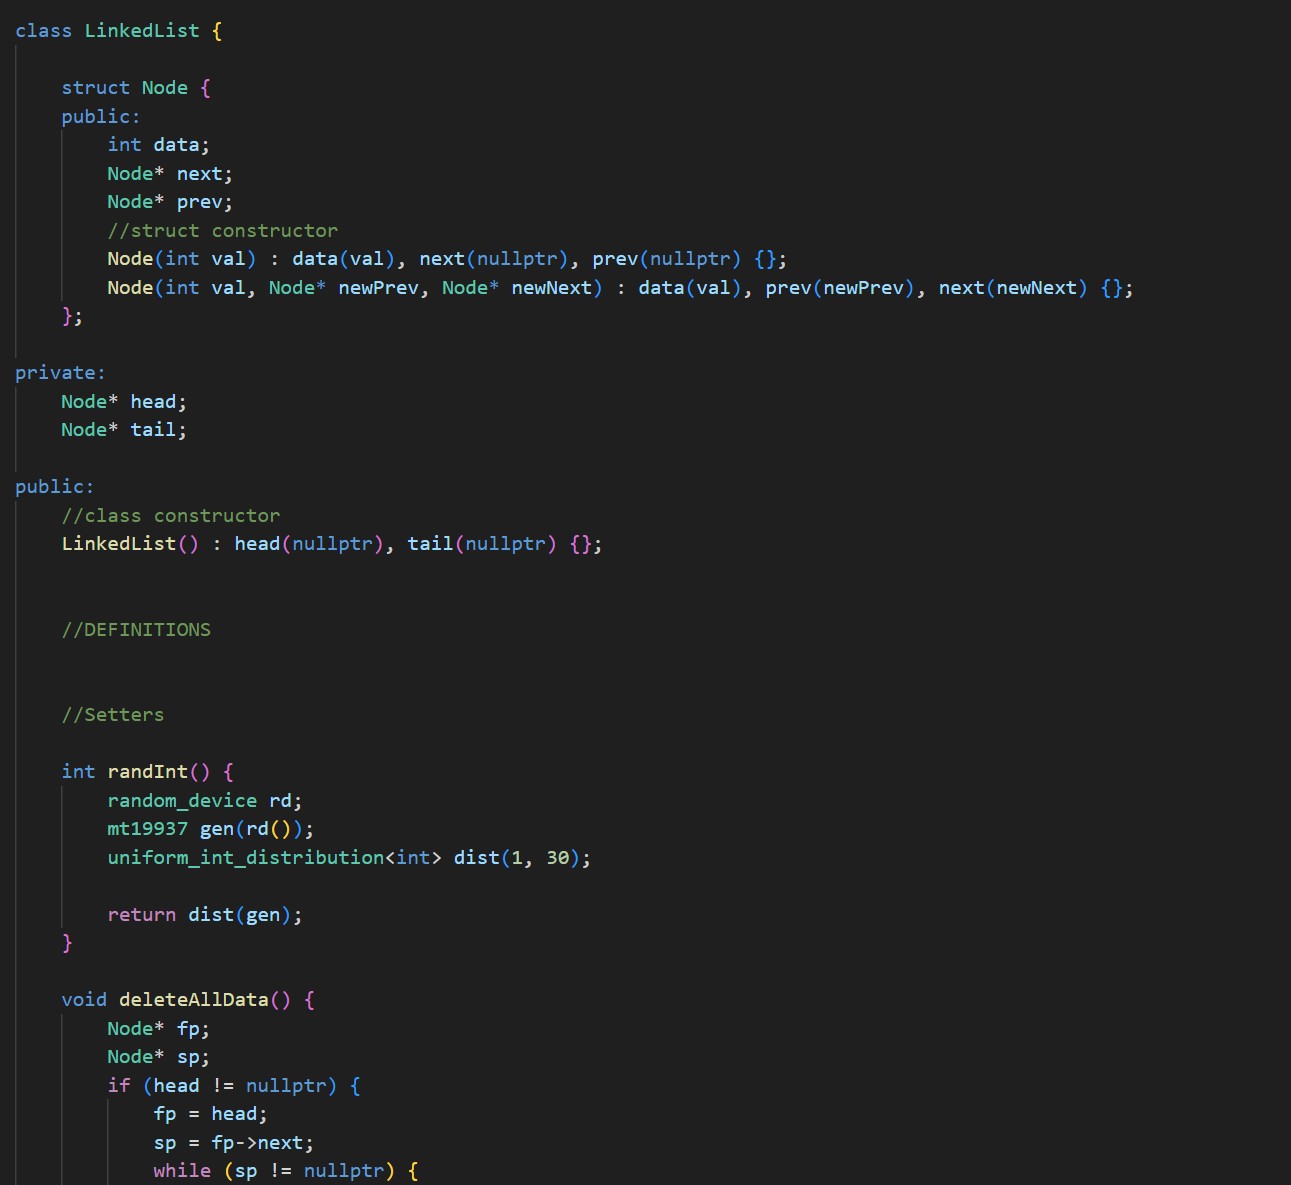 class LinkedList {
struct Node {
public:
int data;
Node* next;
Node* prev;
//struct constructor
Node(int val) : data(val), next(nullptr), prev(nullptr) {};
Node(int val, Node* newPrev, Node* newNext) : data(val), prev(newPrev), next(newNext) {};
};
private:
Node* head;
Node* tail;
public:
//class constructor
LinkedList() : head(nullptr), tail(nullptr) {};
//DEFINITIONS
//Setters
int randInt() {
random_device rd;
mt19937 gen(rd());
uniform_int_distribution<int> dist(1, 30);
return dist(gen);
}
void deleteAllData() {
Node* fp;
Node* sp;
if (head != nullptr) {
fp = head;
sp = fp->next;
while (sp != nullptr) {